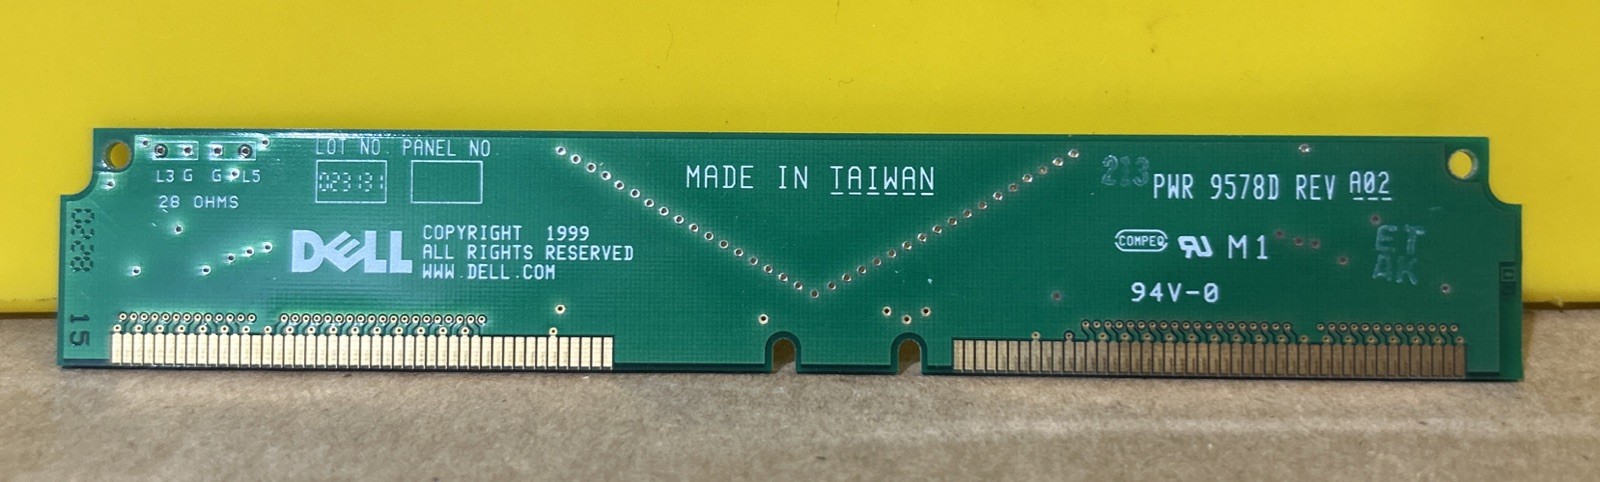 LOT NO. PANEL NO
023131
L3 G G L5
28 OHMS
DELL
COPYRIGHT 1999
ALL RIGHTS RESERVED
WWW.DELL.COM
MADE IN TAIWAN
213
PWR 9578D REV A02
COMPEQ
M1
94V-0
ET
AK
15